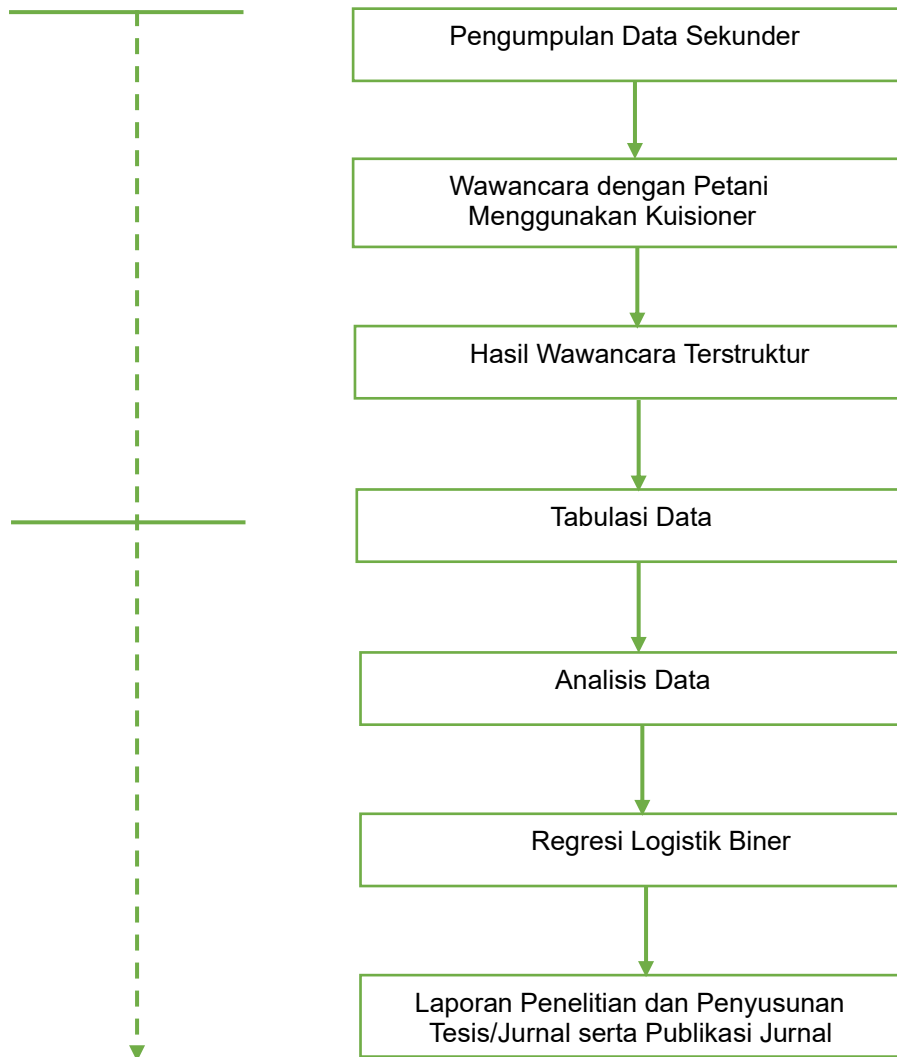 Pengumpulan Data Sekunder
Wawancara dengan Petani
Menggunakan Kuisioner
Hasil Wawancara Terstruktur
Tabulasi Data
Analisis Data
Regresi Logistik Biner
Laporan Penelitian dan Penyusunan
Tesis/Jurnal serta Publikasi Jurnal